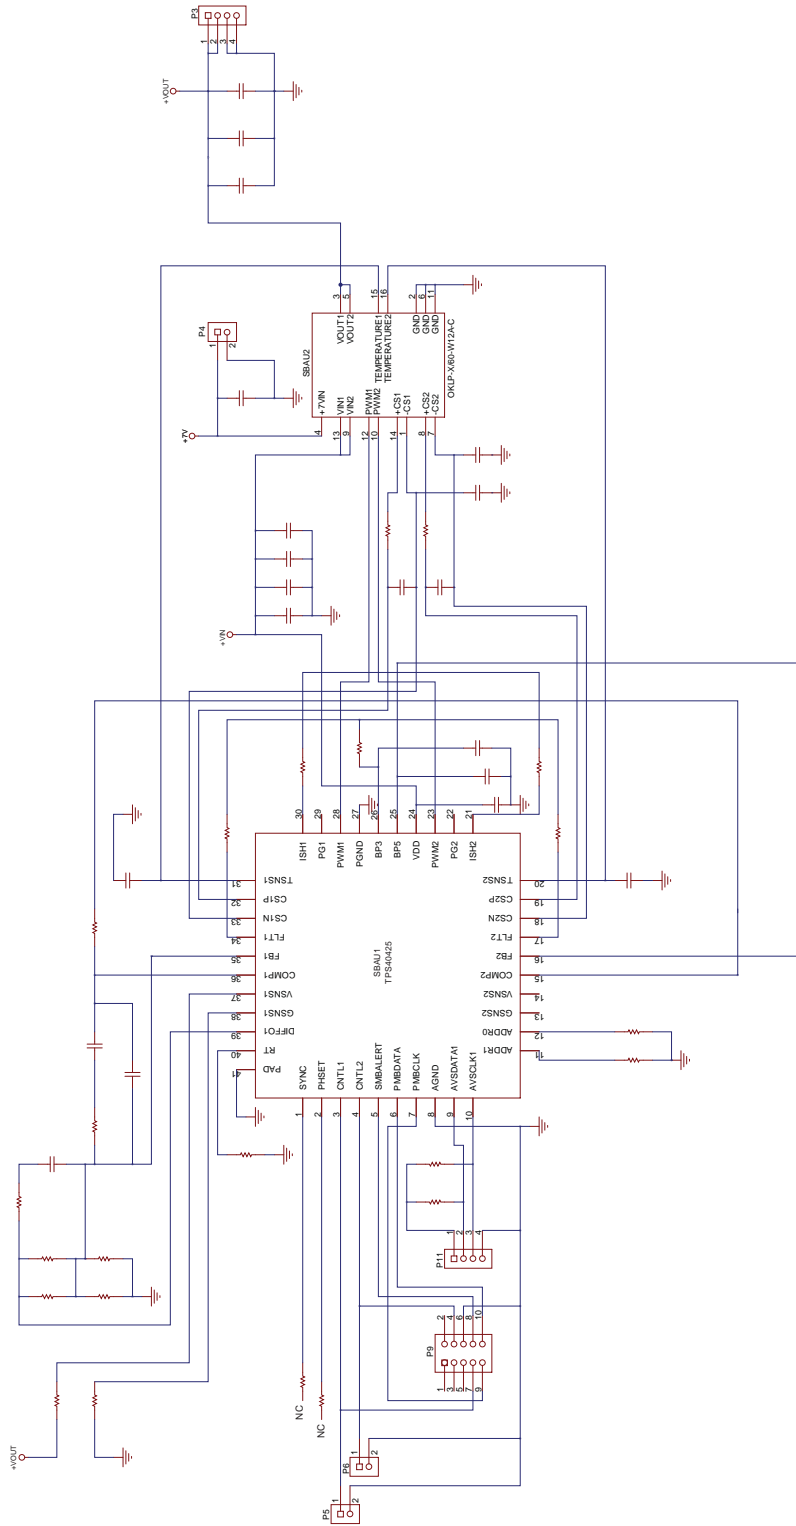 P3
1
2
3
4
+VOUT
P4
1
2
+7V
SBAU2
3
5
15
16
2
6
11
VOUT1
VOUT2
TEMPERATURE1
TEMPERATURE2
GND
GND
GND
OKLP-X/60-W12A-C
+7VIN
VIN1
VIN2
PWM1
PWM2
+CS1
-CS1
+CS2
-CS2
4
13
9
12
10
14
1
8
7
+VIN
30
29
28
27
26
25
24
23
22
21
ISH1
PG1
PWM1
PGND
BP3
BP5
VDD
PWM2
PG2
ISH2
31
TSNS1
32
CS1P
33
CS1N
34
FLT1
35
FB1
36
COMP1
37
VSNS1
38
GSNS1
39
DIFFO1
40
RT
41
PAD
SBAU1
TPS40425
TSNS2
20
CS2P
19
CS2N
18
FLT2
17
FB2
16
COMP2
15
VSNS2
14
GSNS2
13
ADDR0
12
ADDR1
11
SYNC
PHSET
CNTL1
CNTL2
SMBALERT
PMBDATA
PMBCLK
AGND
AVSDATA1
AVSCLK1
1
2
3
4
5
6
7
8
9
10
P11
1
2
3
4
P9
2
4
6
8
10
1
3
5
7
9
NC
NC
+VOUT
P6
1
2
P5
1
2